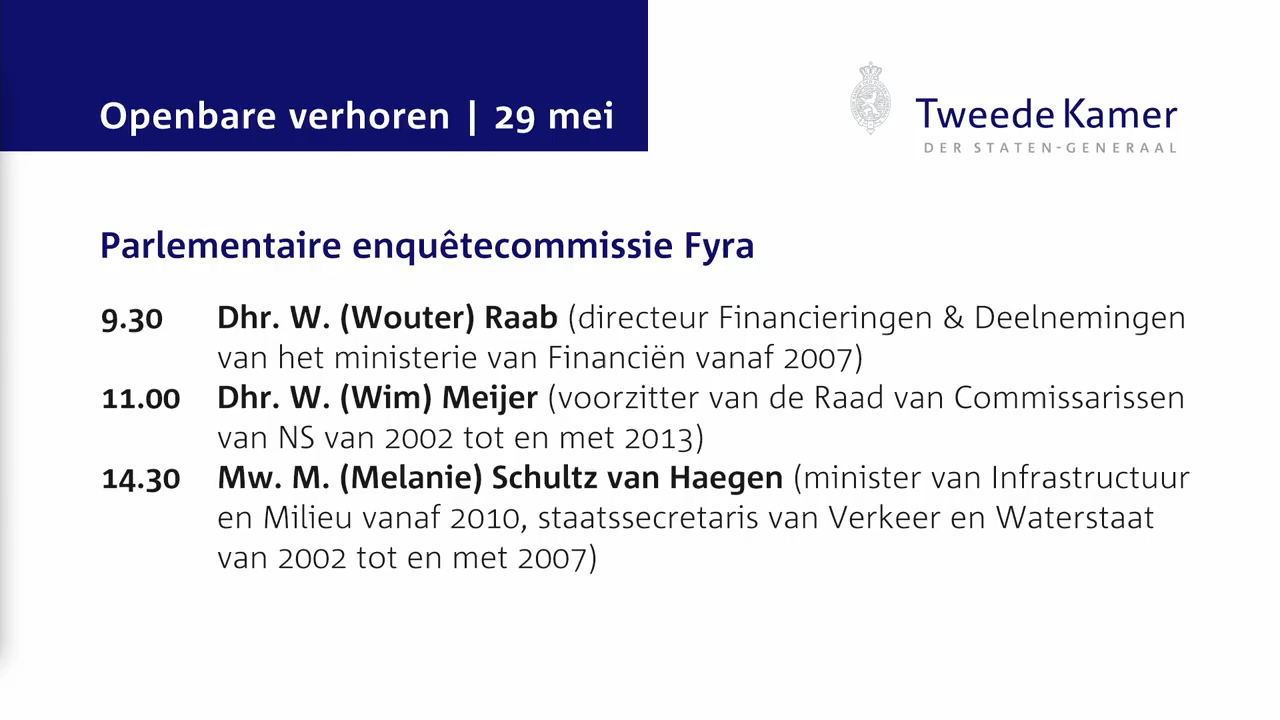 Openbare verhoren | 29 mei
Tweede Kamer
DER STATEN-GENERAAL
Parlementaire enquêtecommissie Fyra
9.30 Dhr. W. (Wouter) Raab (directeur Financieringen & Deelnemingen
van het ministerie van Financiën vanaf 2007)
11.00 Dhr. W. (Wim) Meijer (voorzitter van de Raad van Commissarissen
van NS van 2002 tot en met 2013)
14.30 Mw. M. (Melanie) Schultz van Haegen (minister van Infrastructuur
en Milieu vanaf 2010, staatssecretaris van Verkeer en Waterstaat
van 2002 tot en met 2007)